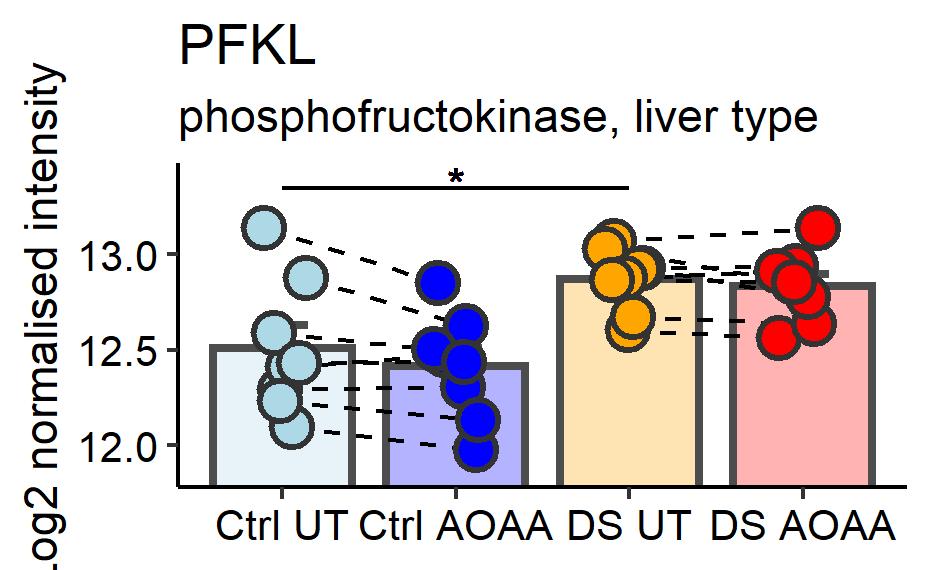 PFKL
phosphofructokinase, liver type
.og2 normalised intensity
*
13.0
12.5
12.0
Ctrl UT Ctrl AOAA DS UT DS AOAA